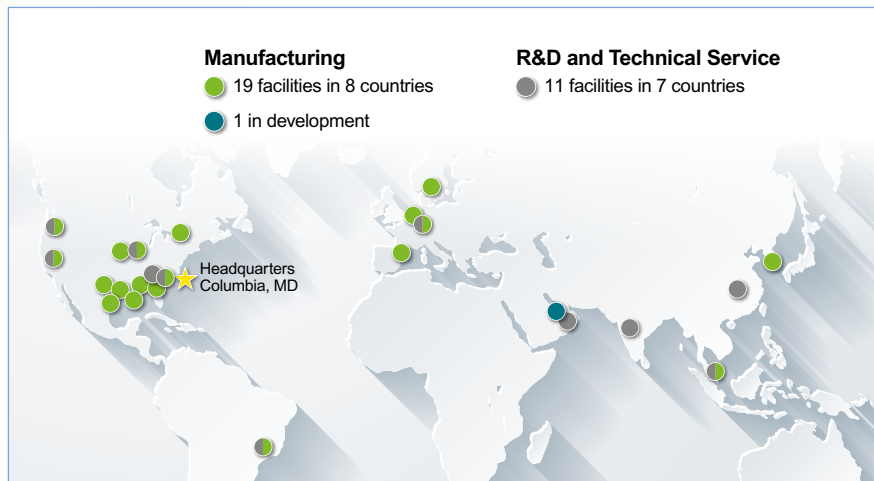 Manufacturing
19 facilities in 8 countries
1 in development
R&D and Technical Service
11 facilities in 7 countries
Headquarters
Columbia, MD